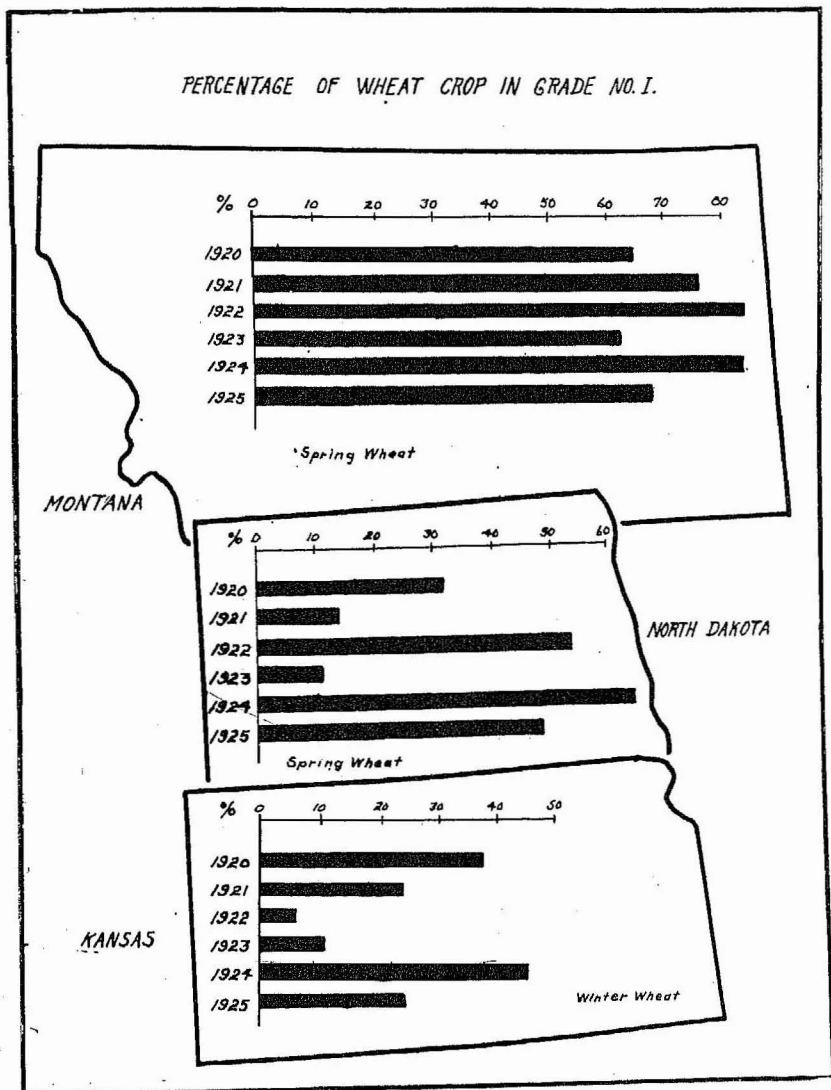 PERCENTAGE OF WHEAT CROP IN GRADE NO. I.
% 0 10 20 30 40 50 60 70 80
1920
1921
1922
1923
1924
1925
Spring Wheat
MONTANA
% 0 10 20 30 40 50 60
1920
1921
1922
1923
1924
1925
NORTH DAKOTA
Spring Wheat
% 0 10 20 30 40 50
1920
1921
1922
1923
1924
1925
KANSAS
Winter Wheat